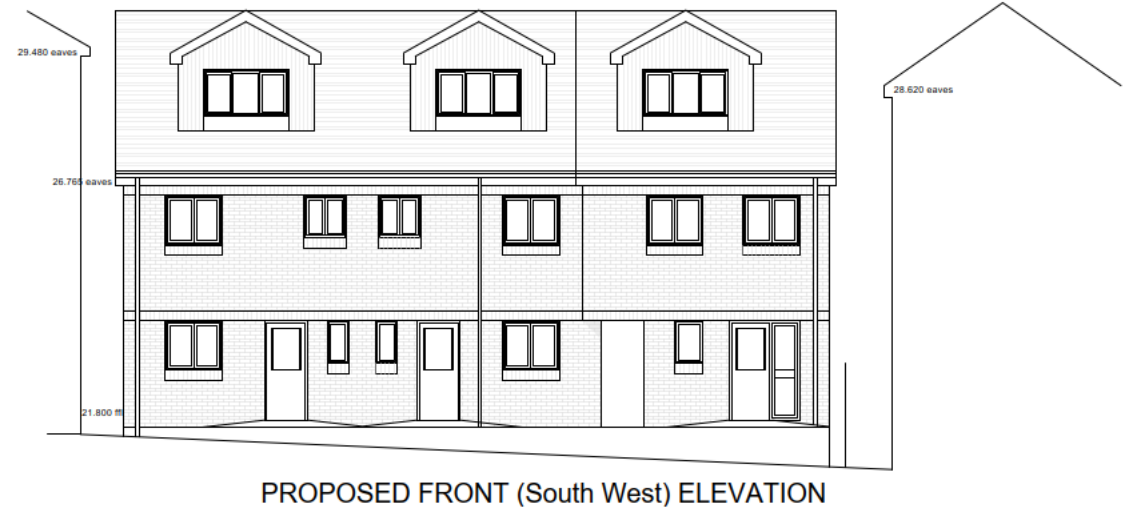 29.480 eaves
28.620 eaves
26.765 eaves
21.800 ffl
PROPOSED FRONT (South West) ELEVATION